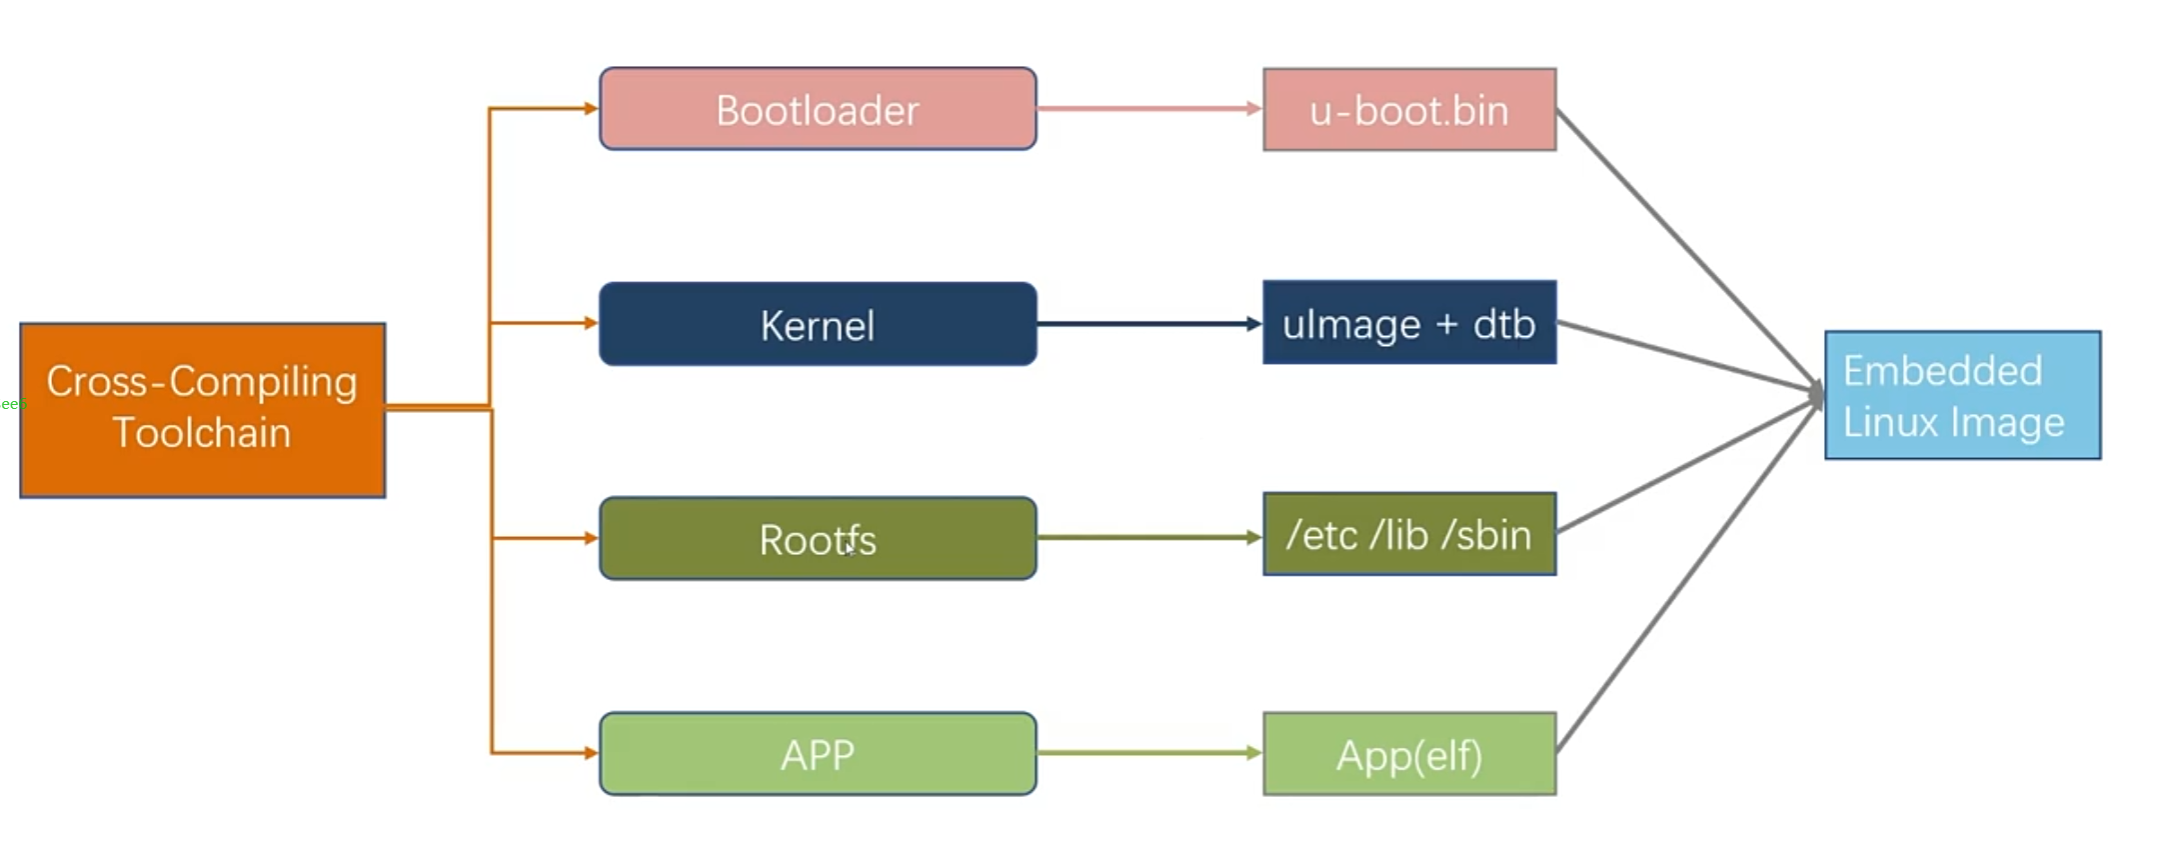 Bootloader
u-boot.bin
Kernel
uImage + dtb
Cross-Compiling
Toolchain
Embedded
Linux Image
Rootfs
/etc /lib /sbin
APP
App(elf)